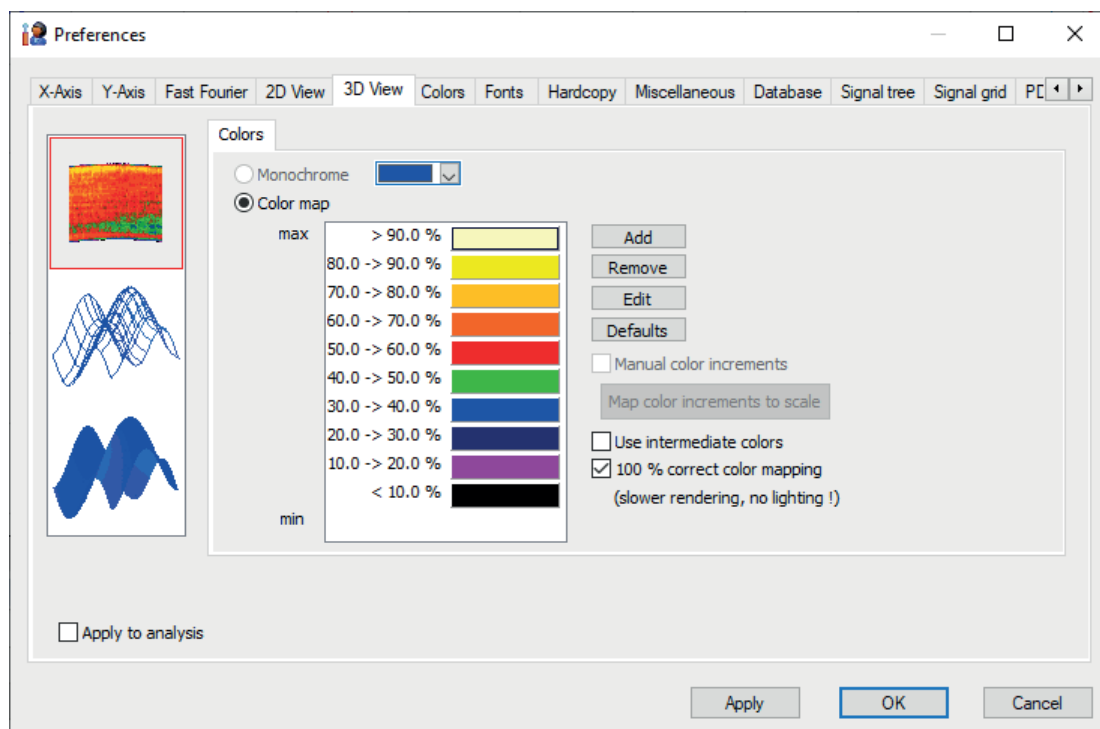 Preferences
X-Axis Y-Axis Fast Fourier 2D View 3D View Colors Fonts Hardcopy Miscellaneous Database Signal tree Signal grid
Colors
Monochrome
Color map
max > 90.0 % Add
80.0 -> 90.0 % Remove
70.0 -> 80.0 % Edit
60.0 -> 70.0 % Defaults
50.0 -> 60.0 % Manual color increments
40.0 -> 50.0 % Map color increments to scale
30.0 -> 40.0 % Use intermediate colors
20.0 -> 30.0 % 100 % correct color mapping
10.0 -> 20.0 % (slower rendering, no lighting !)
< 10.0 %
min
Apply to analysis
Apply OK Cancel